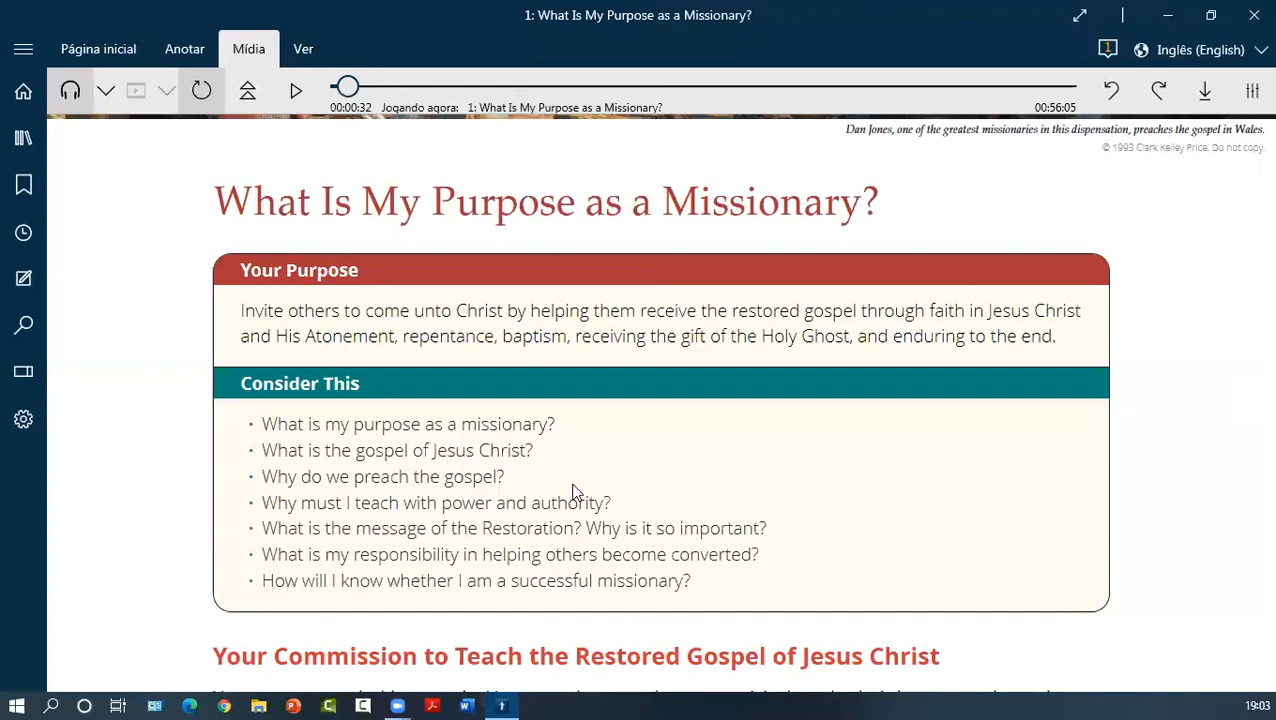 1: What Is My Purpose as a Missionary?
Página inicial
Anotar
Mídia
Ver
1
Inglês (English)
00:00:32
Jogando agora:
1: What Is My Purpose as a Missionary?
00:56:05
Dan Jones, one of the greatest missionaries in this dispensation, preaches the gospel in Wales.
© 1993 Clark Kelley Price. Do not copy.
What Is My Purpose as a Missionary?
Your Purpose
Invite others to come unto Christ by helping them receive the restored gospel through faith in Jesus Christ
and His Atonement, repentance, baptism, receiving the gift of the Holy Ghost, and enduring to the end.
Consider This
• What is my purpose as a missionary?
• What is the gospel of Jesus Christ?
• Why do we preach the gospel?
• Why must I teach with power and authority?
• What is the message of the Restoration? Why is it so important?
• What is my responsibility in helping others become converted?
• How will I know whether I am a successful missionary?
Your Commission to Teach the Restored Gospel of Jesus Christ
19:03